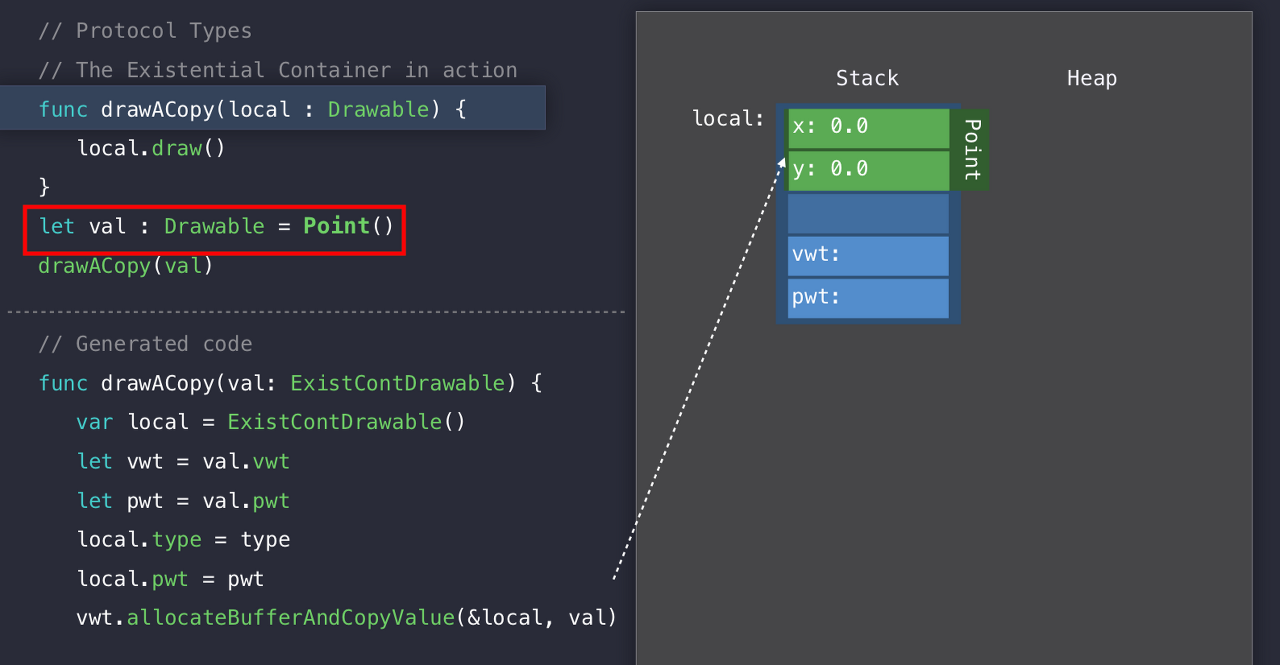 // Protocol Types
// The Existential Container in action
func drawACopy(local : Drawable) {
local.draw()
}
let val : Drawable = Point()
drawACopy(val)
// Generated code
func drawACopy(val: ExistContDrawable) {
var local = ExistContDrawable()
let vwt = val.vwt
let pwt = val.pwt
local.type = type
local.pwt = pwt
vwt.allocateBufferAndCopyValue(&local, val)
Stack
Heap
local:
x: 0.0
y: 0.0
Point
vwt:
pwt: